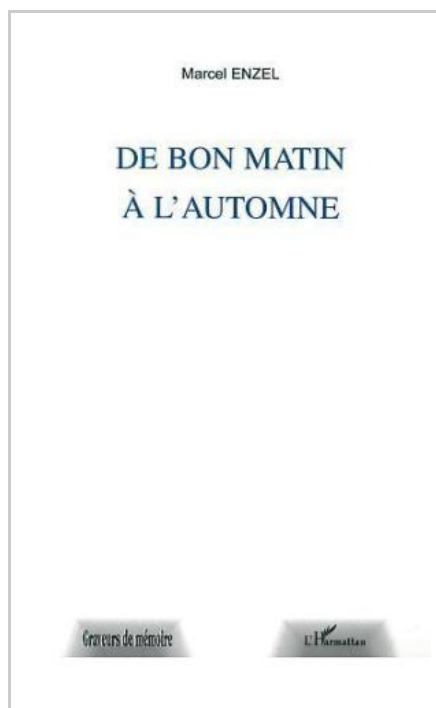 Marcel ENZEL
DE BON MATIN
À L'AUTOMNE
Graveurs de mémoire
L'Harmattan